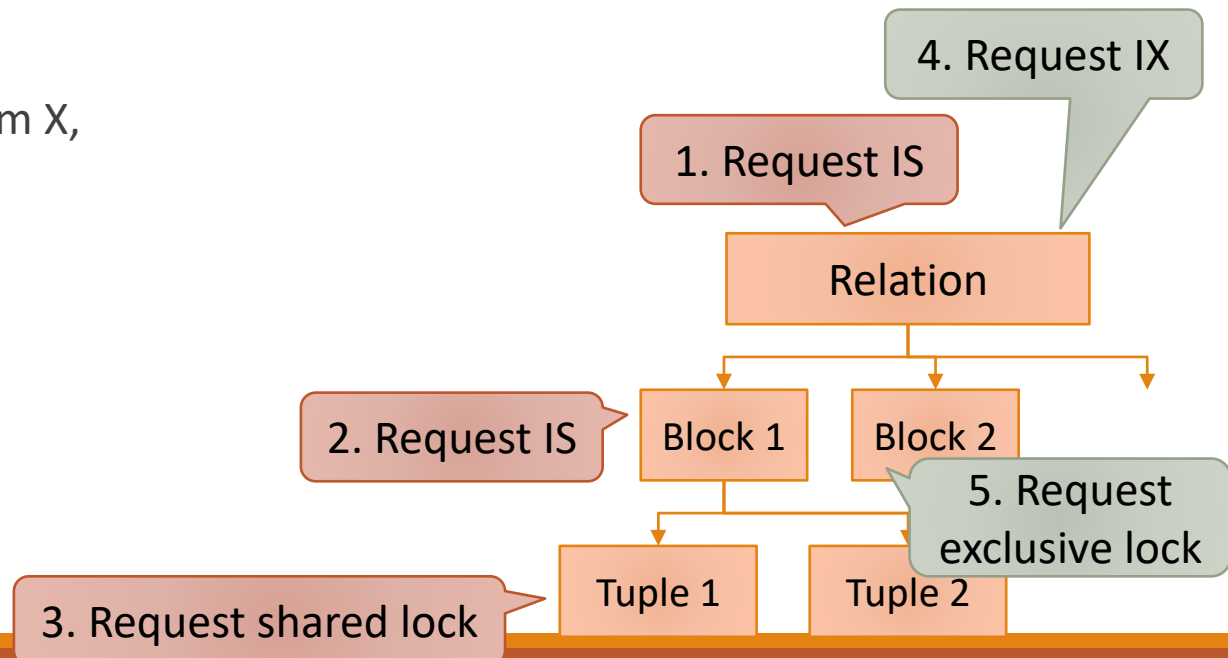 4. Request IX
m X,
1. Request IS
Relation
2. Request IS
Block 1
Block 2
5. Request
exclusive lock
3. Request shared lock
Tuple 1
Tuple 2